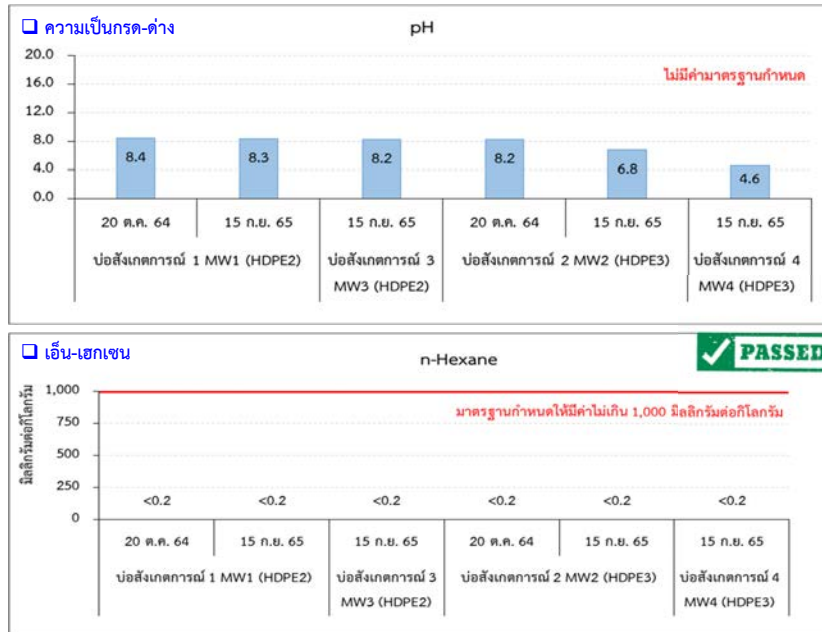 ❑ ความเป็นกรด-ด่าง
pH
ไม่มีค่ามาตรฐานกำหนด
20.0
16.0
12.0
8.0
4.0
0.0
8.4
8.3
8.2
8.2
6.8
4.6
20 ต.ค. 64
15 ก.ย. 65
15 ก.ย. 65
20 ต.ค. 64
15 ก.ย. 65
15 ก.ย. 65
บ่อสังเกตการณ์ 1 MW1 (HDPE2)
บ่อสังเกตการณ์ 3
MW3 (HDPE2)
บ่อสังเกตการณ์ 2 MW2 (HDPE3)
บ่อสังเกตการณ์ 4
MW4 (HDPE3)
❑ เอ็น-เฮกเซน
n-Hexane
PASSED
มิลลิกรัมต่อกิโลกรัม
1,000
750
500
250
0
มาตรฐานกำหนดให้มีค่าไม่เกิน 1,000 มิลลิกรัมต่อกิโลกรัม
<0.2
<0.2
<0.2
<0.2
<0.2
<0.2
20 ต.ค. 64
15 ก.ย. 65
15 ก.ย. 65
20 ต.ค. 64
15 ก.ย. 65
15 ก.ย. 65
บ่อสังเกตการณ์ 1 MW1 (HDPE2)
บ่อสังเกตการณ์ 3
MW3 (HDPE2)
บ่อสังเกตการณ์ 2 MW2 (HDPE3)
บ่อสังเกตการณ์ 4
MW4 (HDPE3)